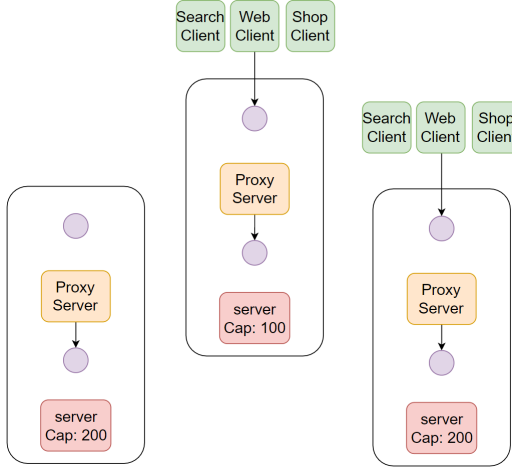 Search
Client
Web
Client
Shop
Client
Search
Client
Web
Client
Shop
Client
Proxy
Server
server
Cap: 100
Proxy
Server
server
Cap: 200
Proxy
Server
server
Cap: 200